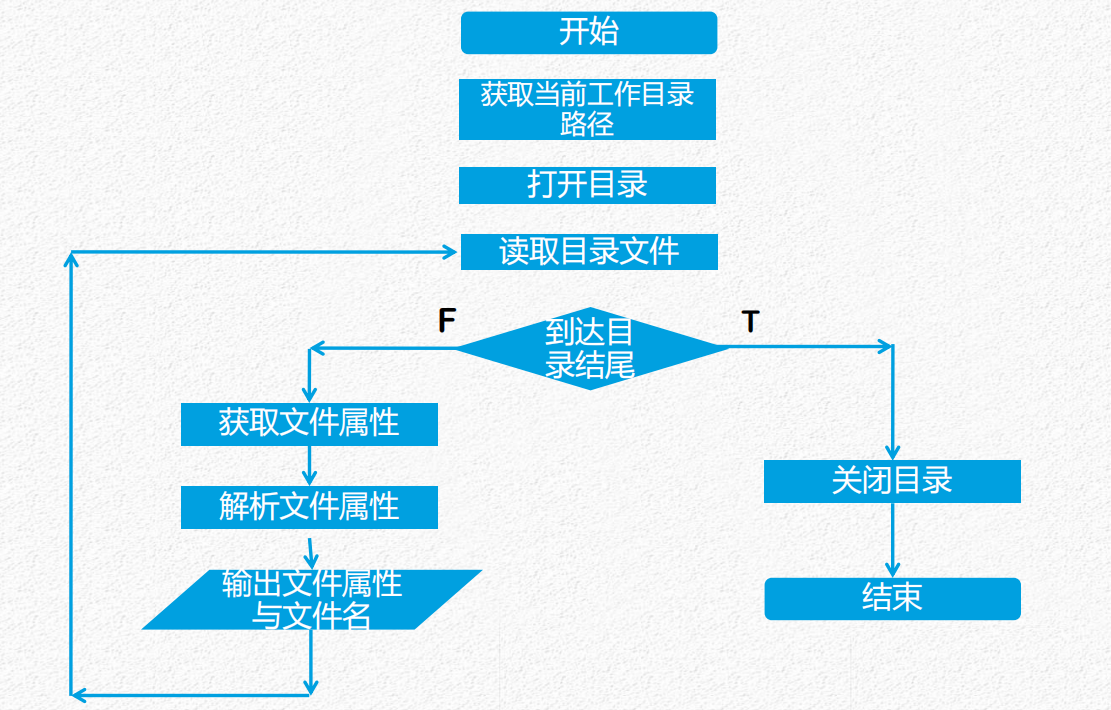 开始
获取当前工作目录
路径
打开目录
读取目录文件
F
T
到达目
录结尾
获取文件属性
解析文件属性
输出文件属性
与文件名
关闭目录
结束